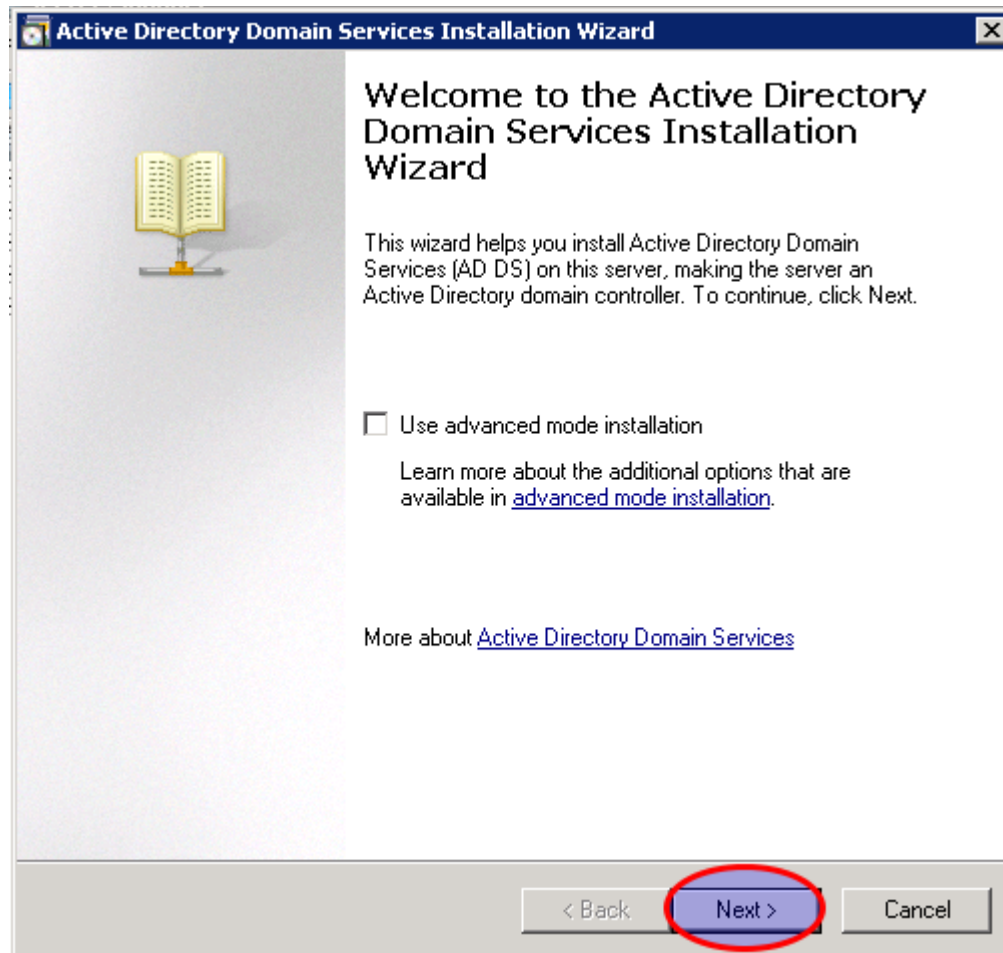 Active Directory Domain Services Installation Wizard
Welcome to the Active Directory
Domain Services Installation
Wizard
This wizard helps you install Active Directory Domain
Services (AD DS) on this server, making the server an
Active Directory domain controller. To continue, click Next.
Use advanced mode installation
Learn more about the additional options that are
available in advanced mode installation.
More about Active Directory Domain Services
< Back
Next >
Cancel